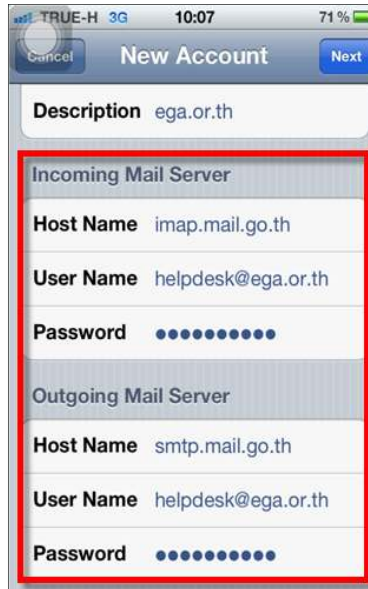 TRUE-H 3G 10:07 71 %
Cancel New Account Next
Description ega.or.th
Incoming Mail Server
Host Name imap.mail.go.th
User Name helpdesk@ega.or.th
Password ●●●●●●●●●●
Outgoing Mail Server
Host Name smtp.mail.go.th
User Name helpdesk@ega.or.th
Password ●●●●●●●●●●